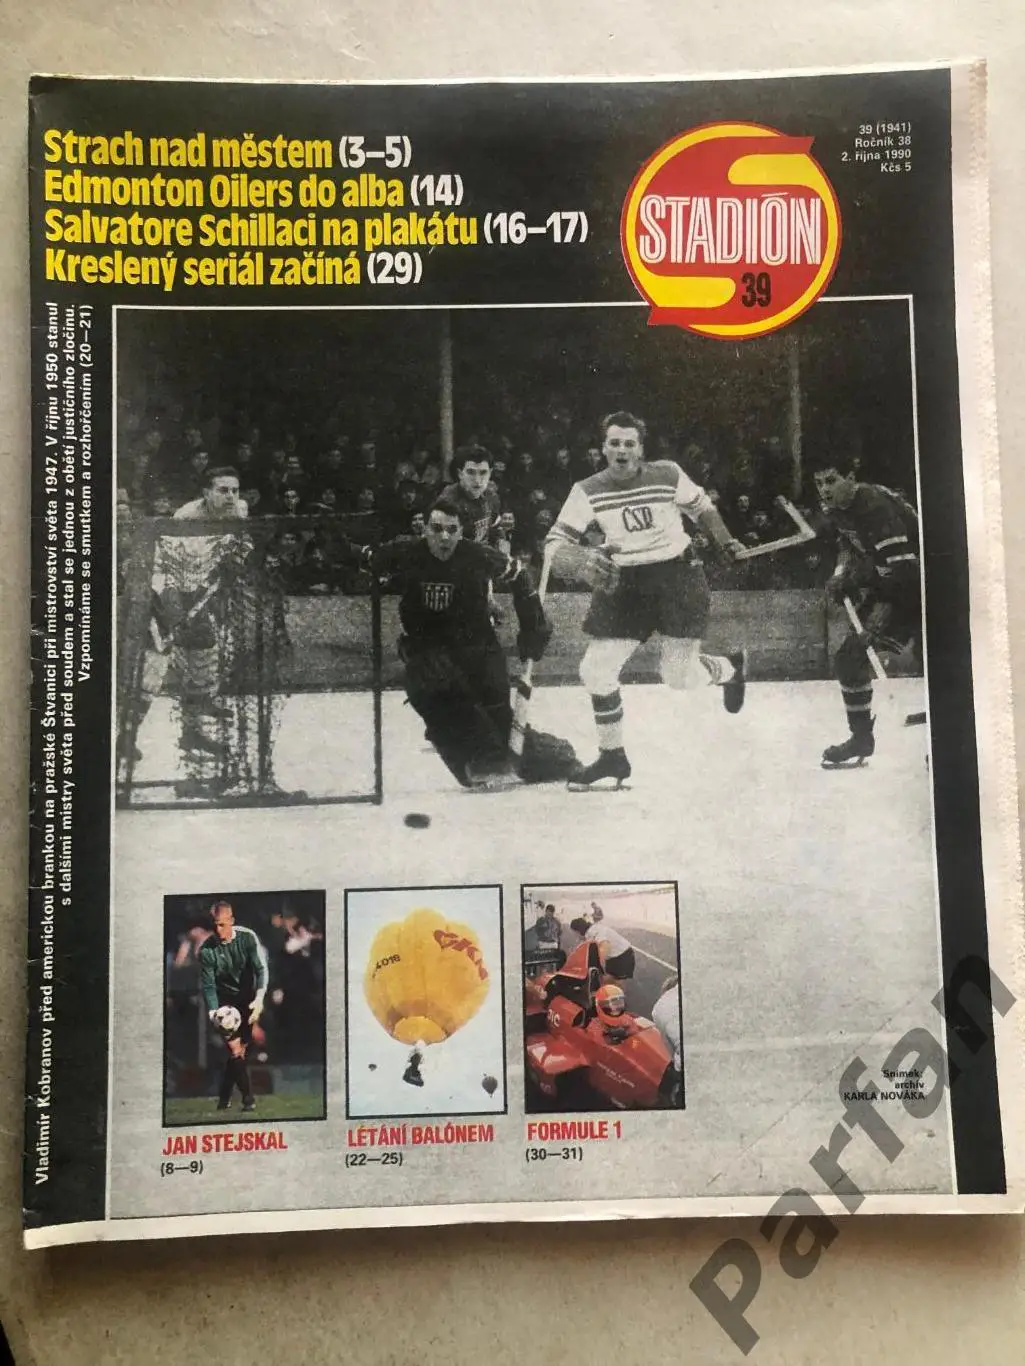 Strach nad městem (3—5)
Edmonton Oilers do alba (14)
Salvatore Schillaci na plakátu (16—17)
Kreslený seriál začíná (29)
39 (1941)
Ročník 38
2. října 1990
Kčs 5
STADIÓN
39
Vladimír Kobranov před americkou brankou na pražské Štvanici při mistrovství světa 1947. V říjnu 1950 stanul
s dalšími mistry světa před soudem a stal se jednou z obětí justičního zločinu.
Vzpomínáme se smutkem a rozhořčením (20—21)
ČSR
4016
GKN
JAN STEJSKAL
(8—9)
LÉTÁNÍ BALÓNEM
(22—25)
FORMULE 1
(30—31)
Snímek:
archív
KARLA NOVÁKA
Parfan